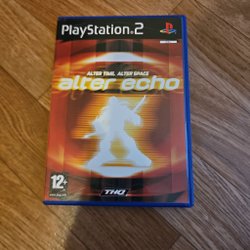 PlayStation®2
ALTER TIME, ALTER SPACE
alter echo
12+
THQ